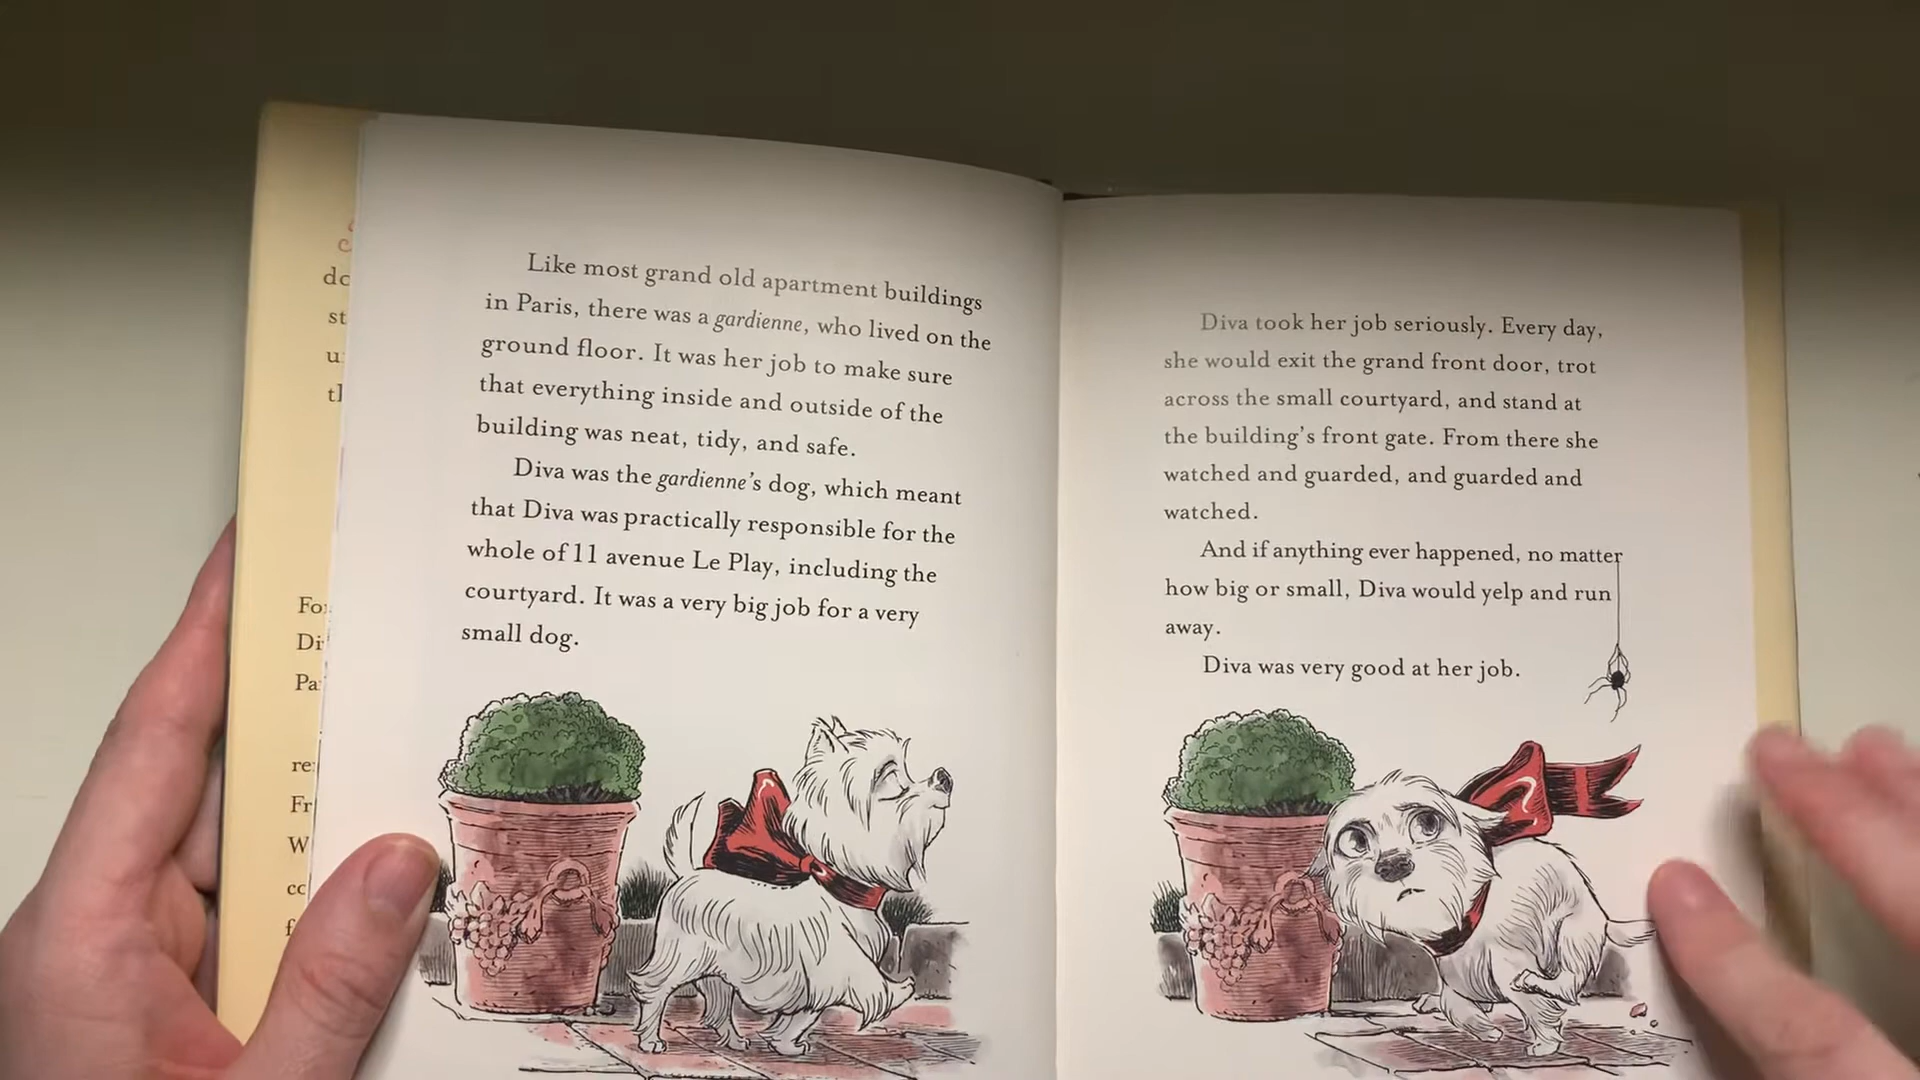 Like most grand old apartment buildings
in Paris, there was a gardienne, who lived on the
ground floor. It was her job to make sure
that everything inside and outside of the
building was neat, tidy, and safe.
Diva was the gardienne's dog, which meant
that Diva was practically responsible for the
whole of 11 avenue Le Play, including the
courtyard. It was a very big job for a very
small dog.
Diva took her job seriously. Every day,
she would exit the grand front door, trot
across the small courtyard, and stand at
the building's front gate. From there she
watched and guarded, and guarded and
watched.
And if anything ever happened, no matter
how big or small, Diva would yelp and run
away.
Diva was very good at her job.